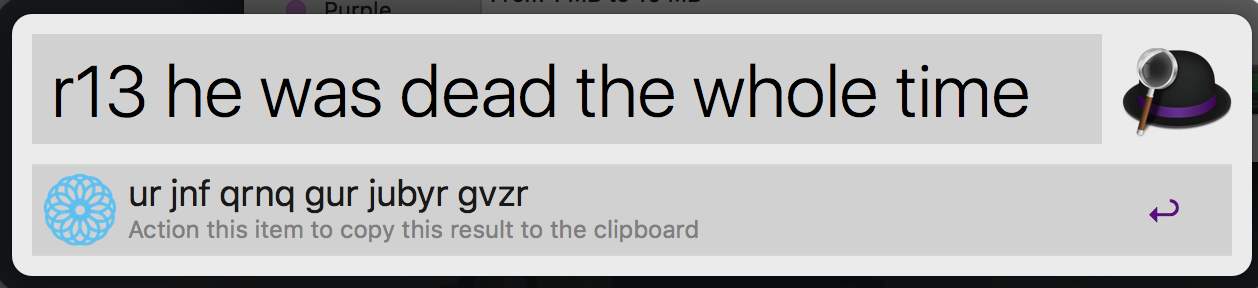 Purple
r13 he was dead the whole time
ur jnf qrnq gur jubyr gvzr
Action this item to copy this result to the clipboard